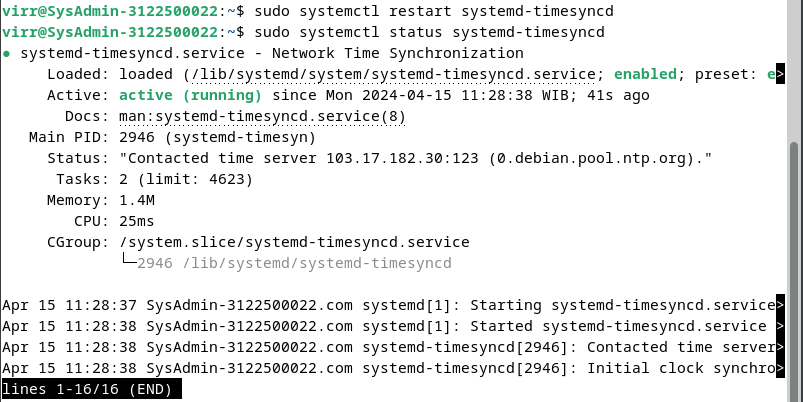 virr@SysAdmin-3122500022:~$ sudo systemctl restart systemd-timesyncd
virr@SysAdmin-3122500022:~$ sudo systemctl status systemd-timesyncd
● systemd-timesyncd.service - Network Time Synchronization
     Loaded: loaded (/lib/systemd/system/systemd-timesyncd.service; enabled; preset: e>
     Active: active (running) since Mon 2024-04-15 11:28:38 WIB; 41s ago
       Docs: man:systemd-timesyncd.service(8)
   Main PID: 2946 (systemd-timesyn)
     Status: "Contacted time server 103.17.182.30:123 (0.debian.pool.ntp.org)."
      Tasks: 2 (limit: 4623)
     Memory: 1.4M
        CPU: 25ms
     CGroup: /system.slice/systemd-timesyncd.service
             └─2946 /lib/systemd/systemd-timesyncd

Apr 15 11:28:37 SysAdmin-3122500022.com systemd[1]: Starting systemd-timesyncd.service>
Apr 15 11:28:38 SysAdmin-3122500022.com systemd[1]: Started systemd-timesyncd.service >
Apr 15 11:28:38 SysAdmin-3122500022.com systemd-timesyncd[2946]: Contacted time server>
Apr 15 11:28:38 SysAdmin-3122500022.com systemd-timesyncd[2946]: Initial clock synchro>
lines 1-16/16 (END)